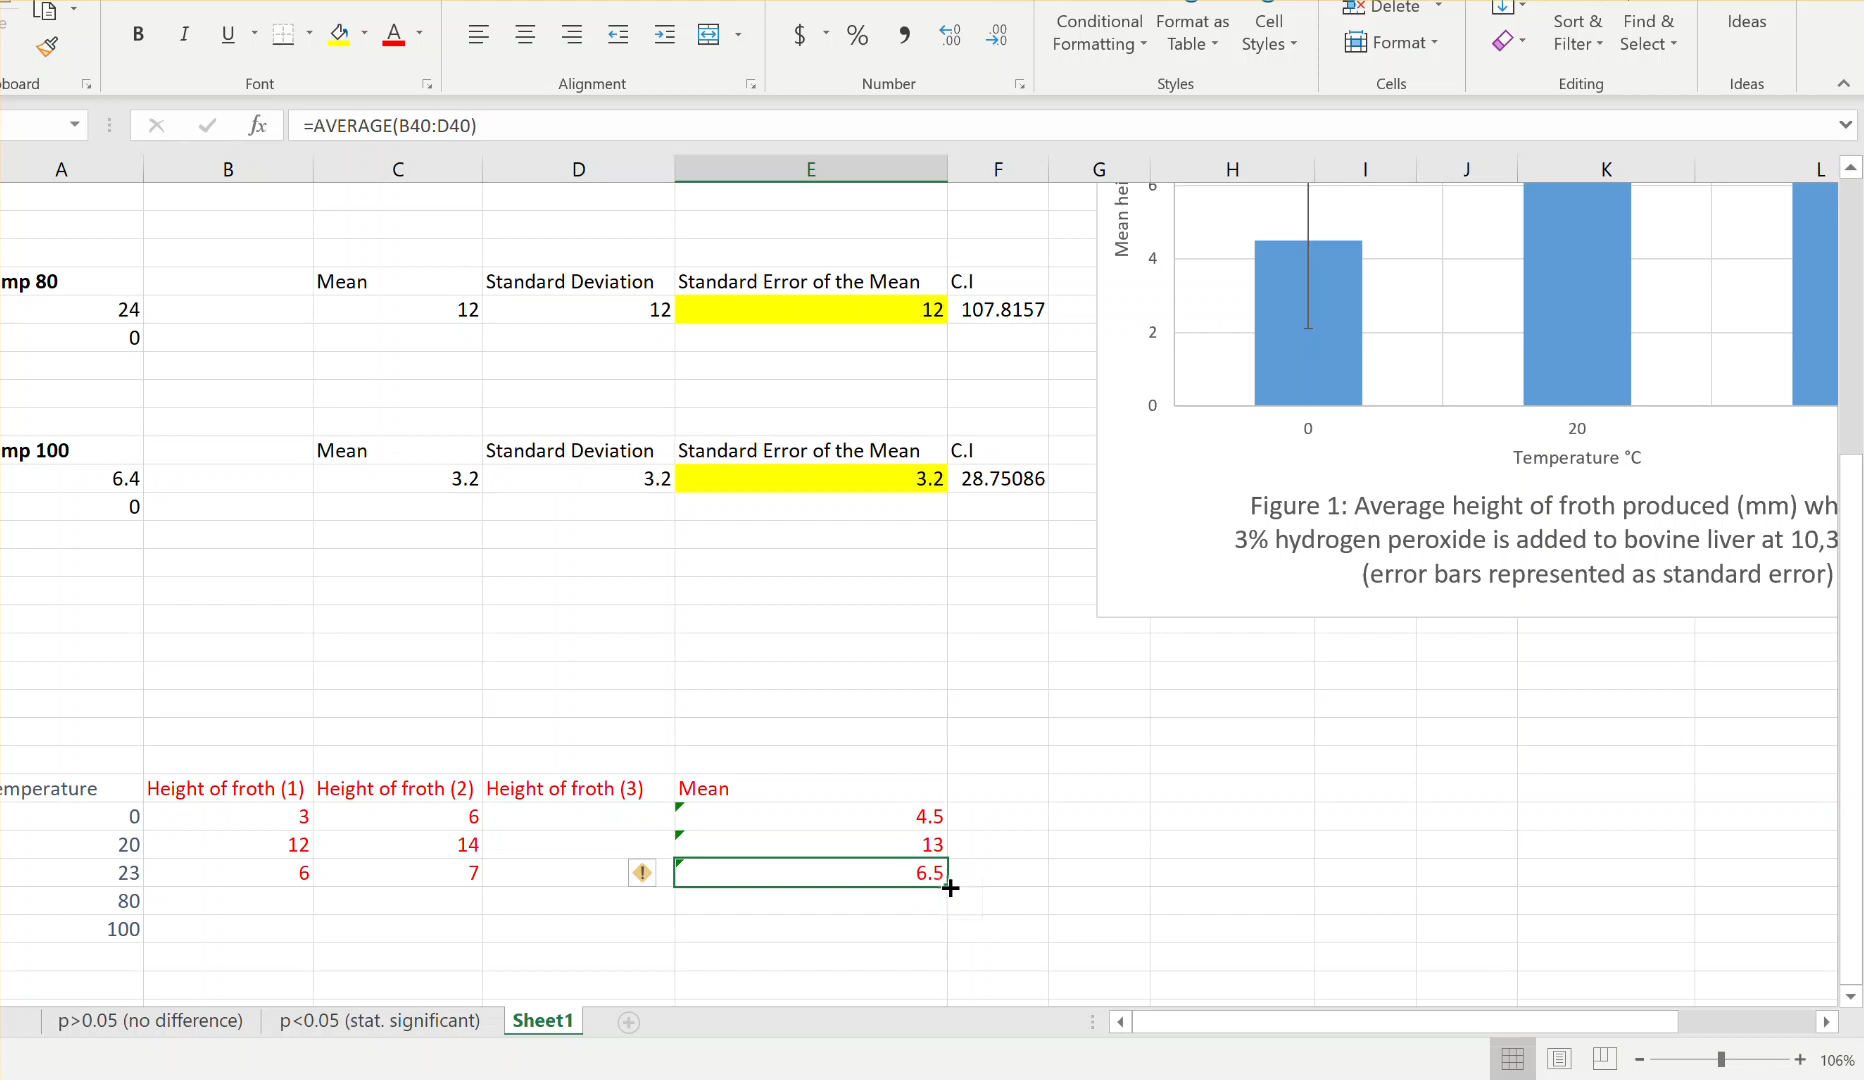 Delete
Conditional Format as Cell Sort & Find & Ideas
B I U A $ % Formatting Table Styles Format Filter Select
board Font Alignment Number Styles Cells Editing Ideas
fx =AVERAGE(B40:D40)
A B C D E F G H I J K L
6
mp 80 Mean Standard Deviation Standard Error of the Mean C.I
24 12 12 12 107.8157
0
mp 100 Mean Standard Deviation Standard Error of the Mean C.I
6.4 3.2 3.2 3.2 28.75086
0
Mean hei
4
2
0
0 20
Temperature °C
Figure 1: Average height of froth produced (mm) wh
3% hydrogen peroxide is added to bovine liver at 10,3
(error bars represented as standard error)
emperature Height of froth (1) Height of froth (2) Height of froth (3) Mean
0 3 6 4.5
20 12 14 13
23 6 7 6.5
80
100
p>0.05 (no difference) p<0.05 (stat. significant) Sheet1
106%